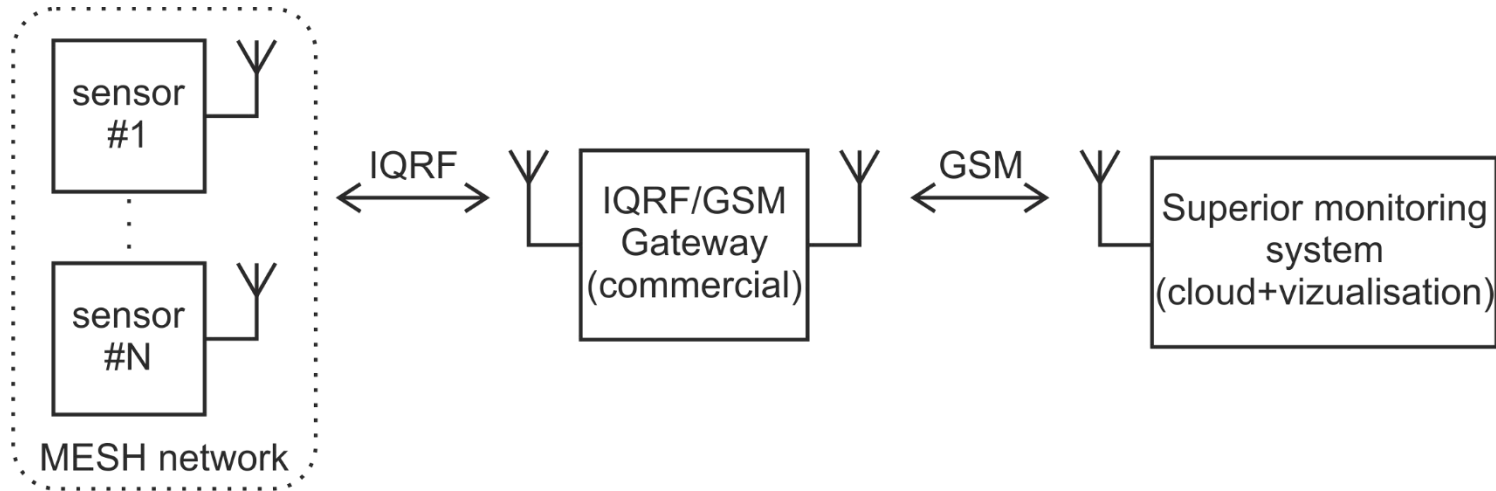 sensor
#1
sensor
#N
MESH network
IQRF
IQRF/GSM
Gateway
(commercial)
GSM
Superior monitoring
system
(cloud+vizualisation)